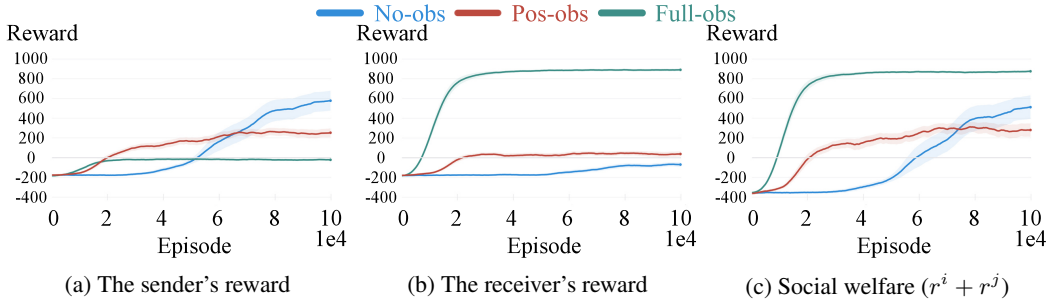 No-obs Pos-obs Full-obs
Reward Reward Reward
1000 1000 1000
800 800 800
600 600 600
400 400 400
200 200 200
0 0 0
-200 -200 -200
-400 -400 -400
0 2 4 6 8 10 0 2 4 6 8 10 0 2 4 6 8 10
Episode 1e4 Episode 1e4 Episode 1e4
(a) The sender's reward (b) The receiver's reward (c) Social welfare (r^i + r^j)